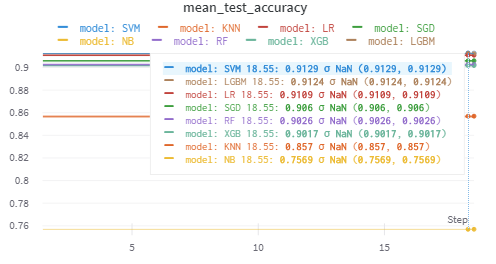 mean_test_accuracy
model: SVM model: KNN model: LR model: SGD
model: NB model: RF model: XGB model: LGBM
0.9
0.88
0.86
0.84
0.82
0.8
0.78
0.76
model: SVM 18.55: 0.9129 σ NaN (0.9129, 0.9129)
model: LGBM 18.55: 0.9124 σ NaN (0.9124, 0.9124)
model: LR 18.55: 0.9109 σ NaN (0.9109, 0.9109)
model: SGD 18.55: 0.906 σ NaN (0.906, 0.906)
model: RF 18.55: 0.9026 σ NaN (0.9026, 0.9026)
model: XGB 18.55: 0.9017 σ NaN (0.9017, 0.9017)
model: KNN 18.55: 0.857 σ NaN (0.857, 0.857)
model: NB 18.55: 0.7569 σ NaN (0.7569, 0.7569)
Step
5 10 15